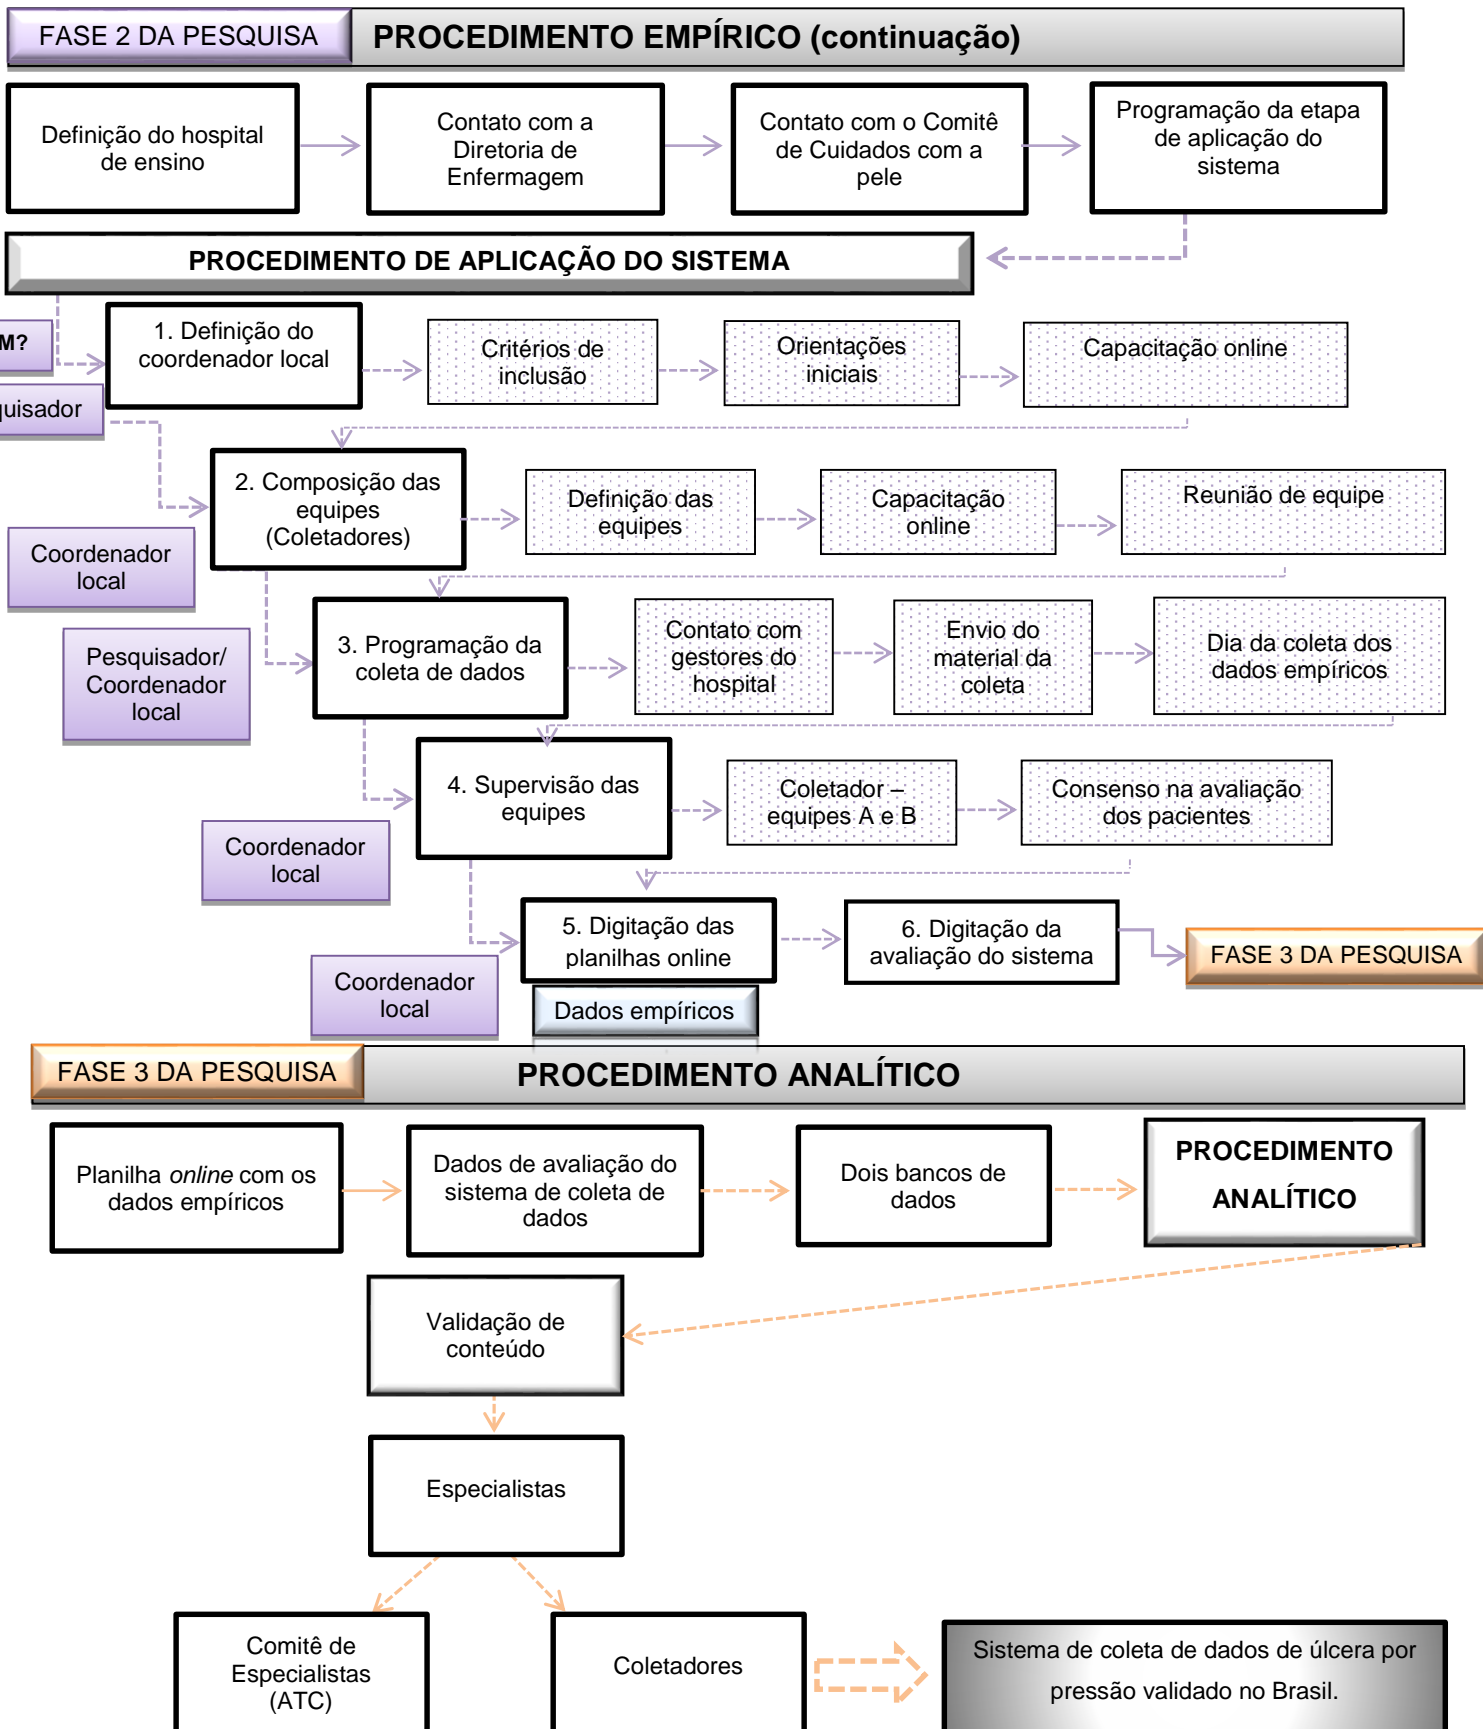 FASE 2 DA PESQUISA
PROCEDIMENTO EMPÍRICO (continuação)
Definição do hospital
de ensino
Contato com a
Diretoria de
Enfermagem
Contato com o Comitê
de Cuidados com a
pele
Programação da etapa
de aplicação do
sistema
PROCEDIMENTO DE APLICAÇÃO DO SISTEMA
M?
1. Definição do
coordenador local
Critérios de
inclusão
Orientações
iniciais
Capacitação online
quisador
2. Composição das
equipes
(Coletadores)
Definição das
equipes
Capacitação
online
Reunião de equipe
Coordenador
local
3. Programação da
coleta de dados
Contato com
gestores do
hospital
Envio do
material da
coleta
Dia da coleta dos
dados empíricos
Pesquisador/
Coordenador
local
4. Supervisão das
equipes
Coletador –
equipes A e B
Consenso na avaliação
dos pacientes
Coordenador
local
5. Digitação das
planilhas online
6. Digitação da
avaliação do sistema
FASE 3 DA PESQUISA
Coordenador
local
Dados empíricos
FASE 3 DA PESQUISA
PROCEDIMENTO ANALÍTICO
Planilha online com os
dados empíricos
Dados de avaliação do
sistema de coleta de
dados
Dois bancos de
dados
PROCEDIMENTO
ANALÍTICO
Validação de
conteúdo
Especialistas
Comitê de
Especialistas
(ATC)
Coletadores
Sistema de coleta de dados de úlcera por
pressão validado no Brasil.